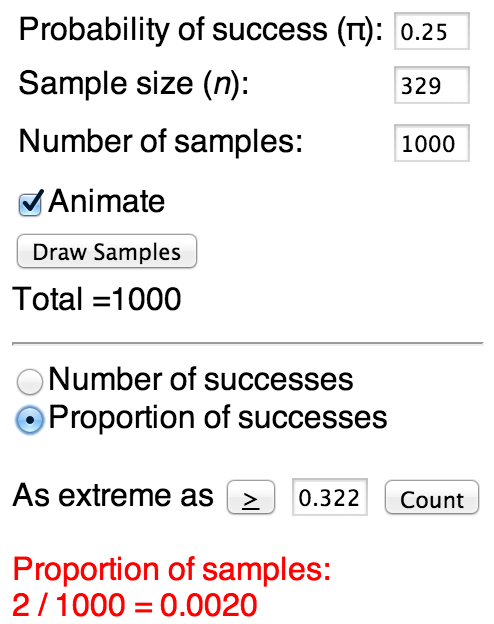 Probability of success (π): 0.25
Sample size (n): 329
Number of samples: 1000
Animate
Draw Samples
Total =1000
Number of successes
Proportion of successes
As extreme as ≥ 0.322 Count
Proportion of samples:
2 / 1000 = 0.0020